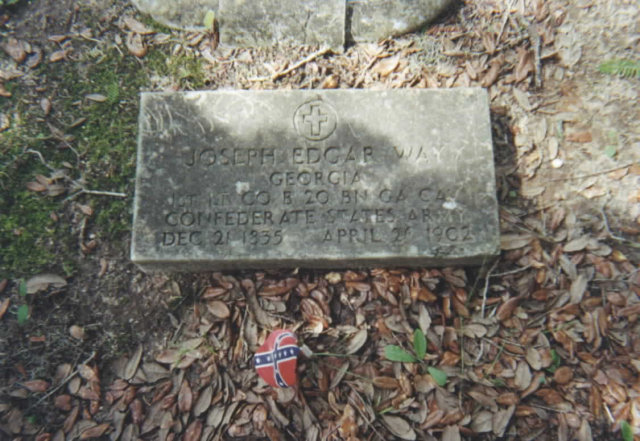 JOSEPH EDGAR WAY
GEORGIA
1ST LT CO B 20 BN GA CAV
CONFEDERATE STATES ARMY
DEC 21 1835 APRIL 1902